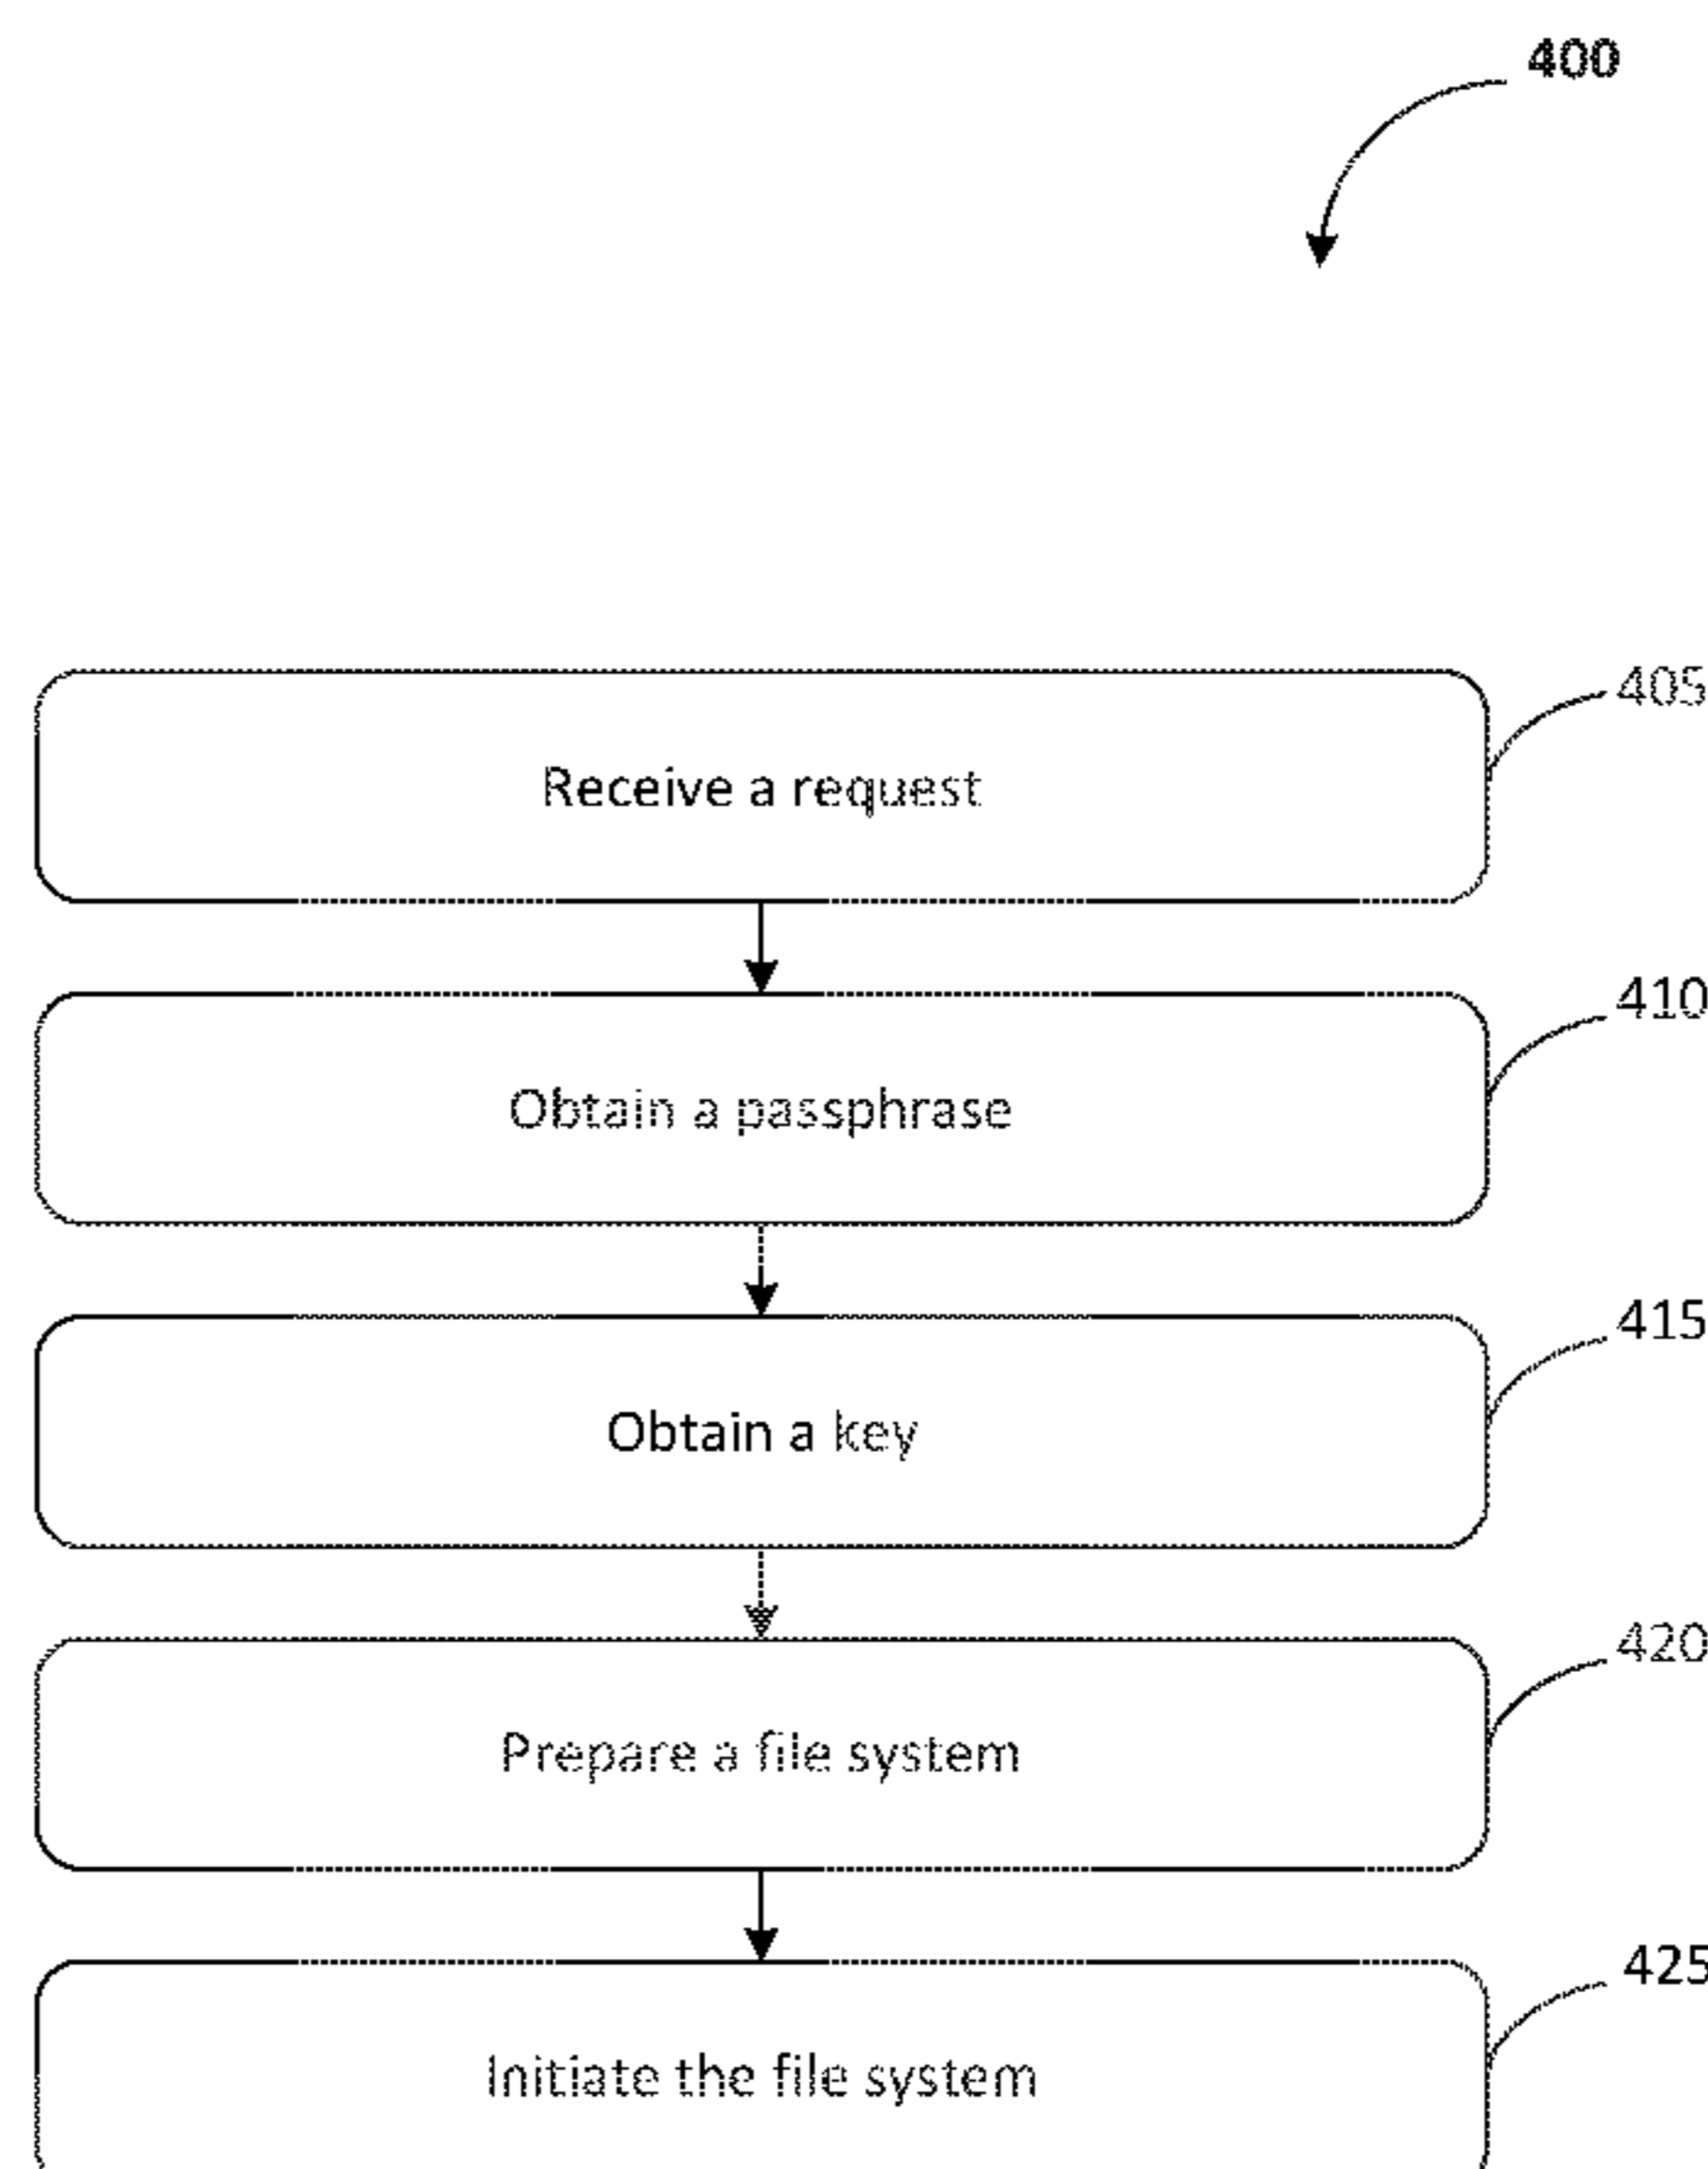 400
405
Receive a request
410
Obtain a passphrase
415
Obtain a key
420
Prepare a file system
425
Initiate the file system